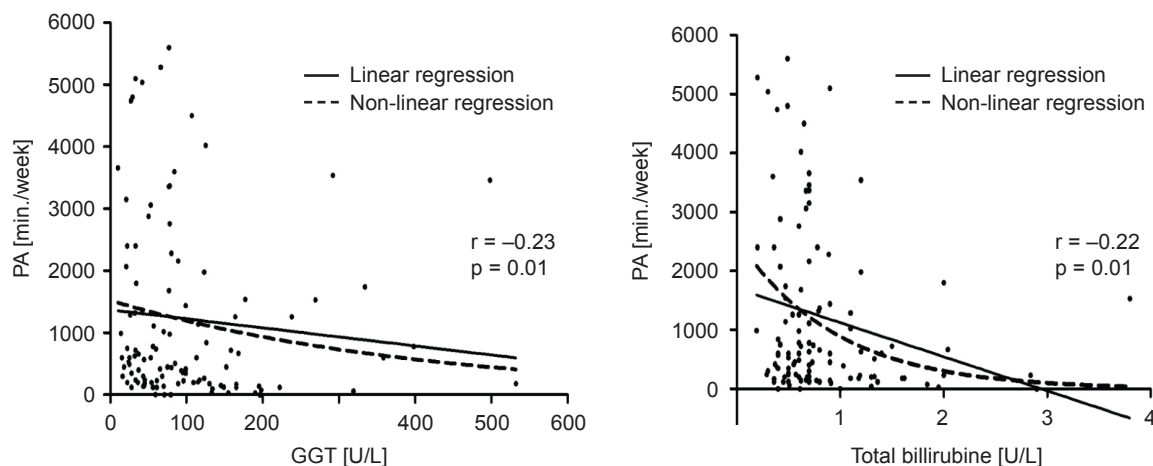 6000
5000
4000
3000
2000
1000
0
PA [min./week]
Linear regression
Non-linear regression
r = –0.23
p = 0.01
0 100 200 400 500 600
GGT [U/L]
6000
5000
4000
3000
2000
1000
0
PA [min./week]
Linear regression
Non-linear regression
r = –0.22
p = 0.01
1 2 3 4
Total billirubine [U/L]